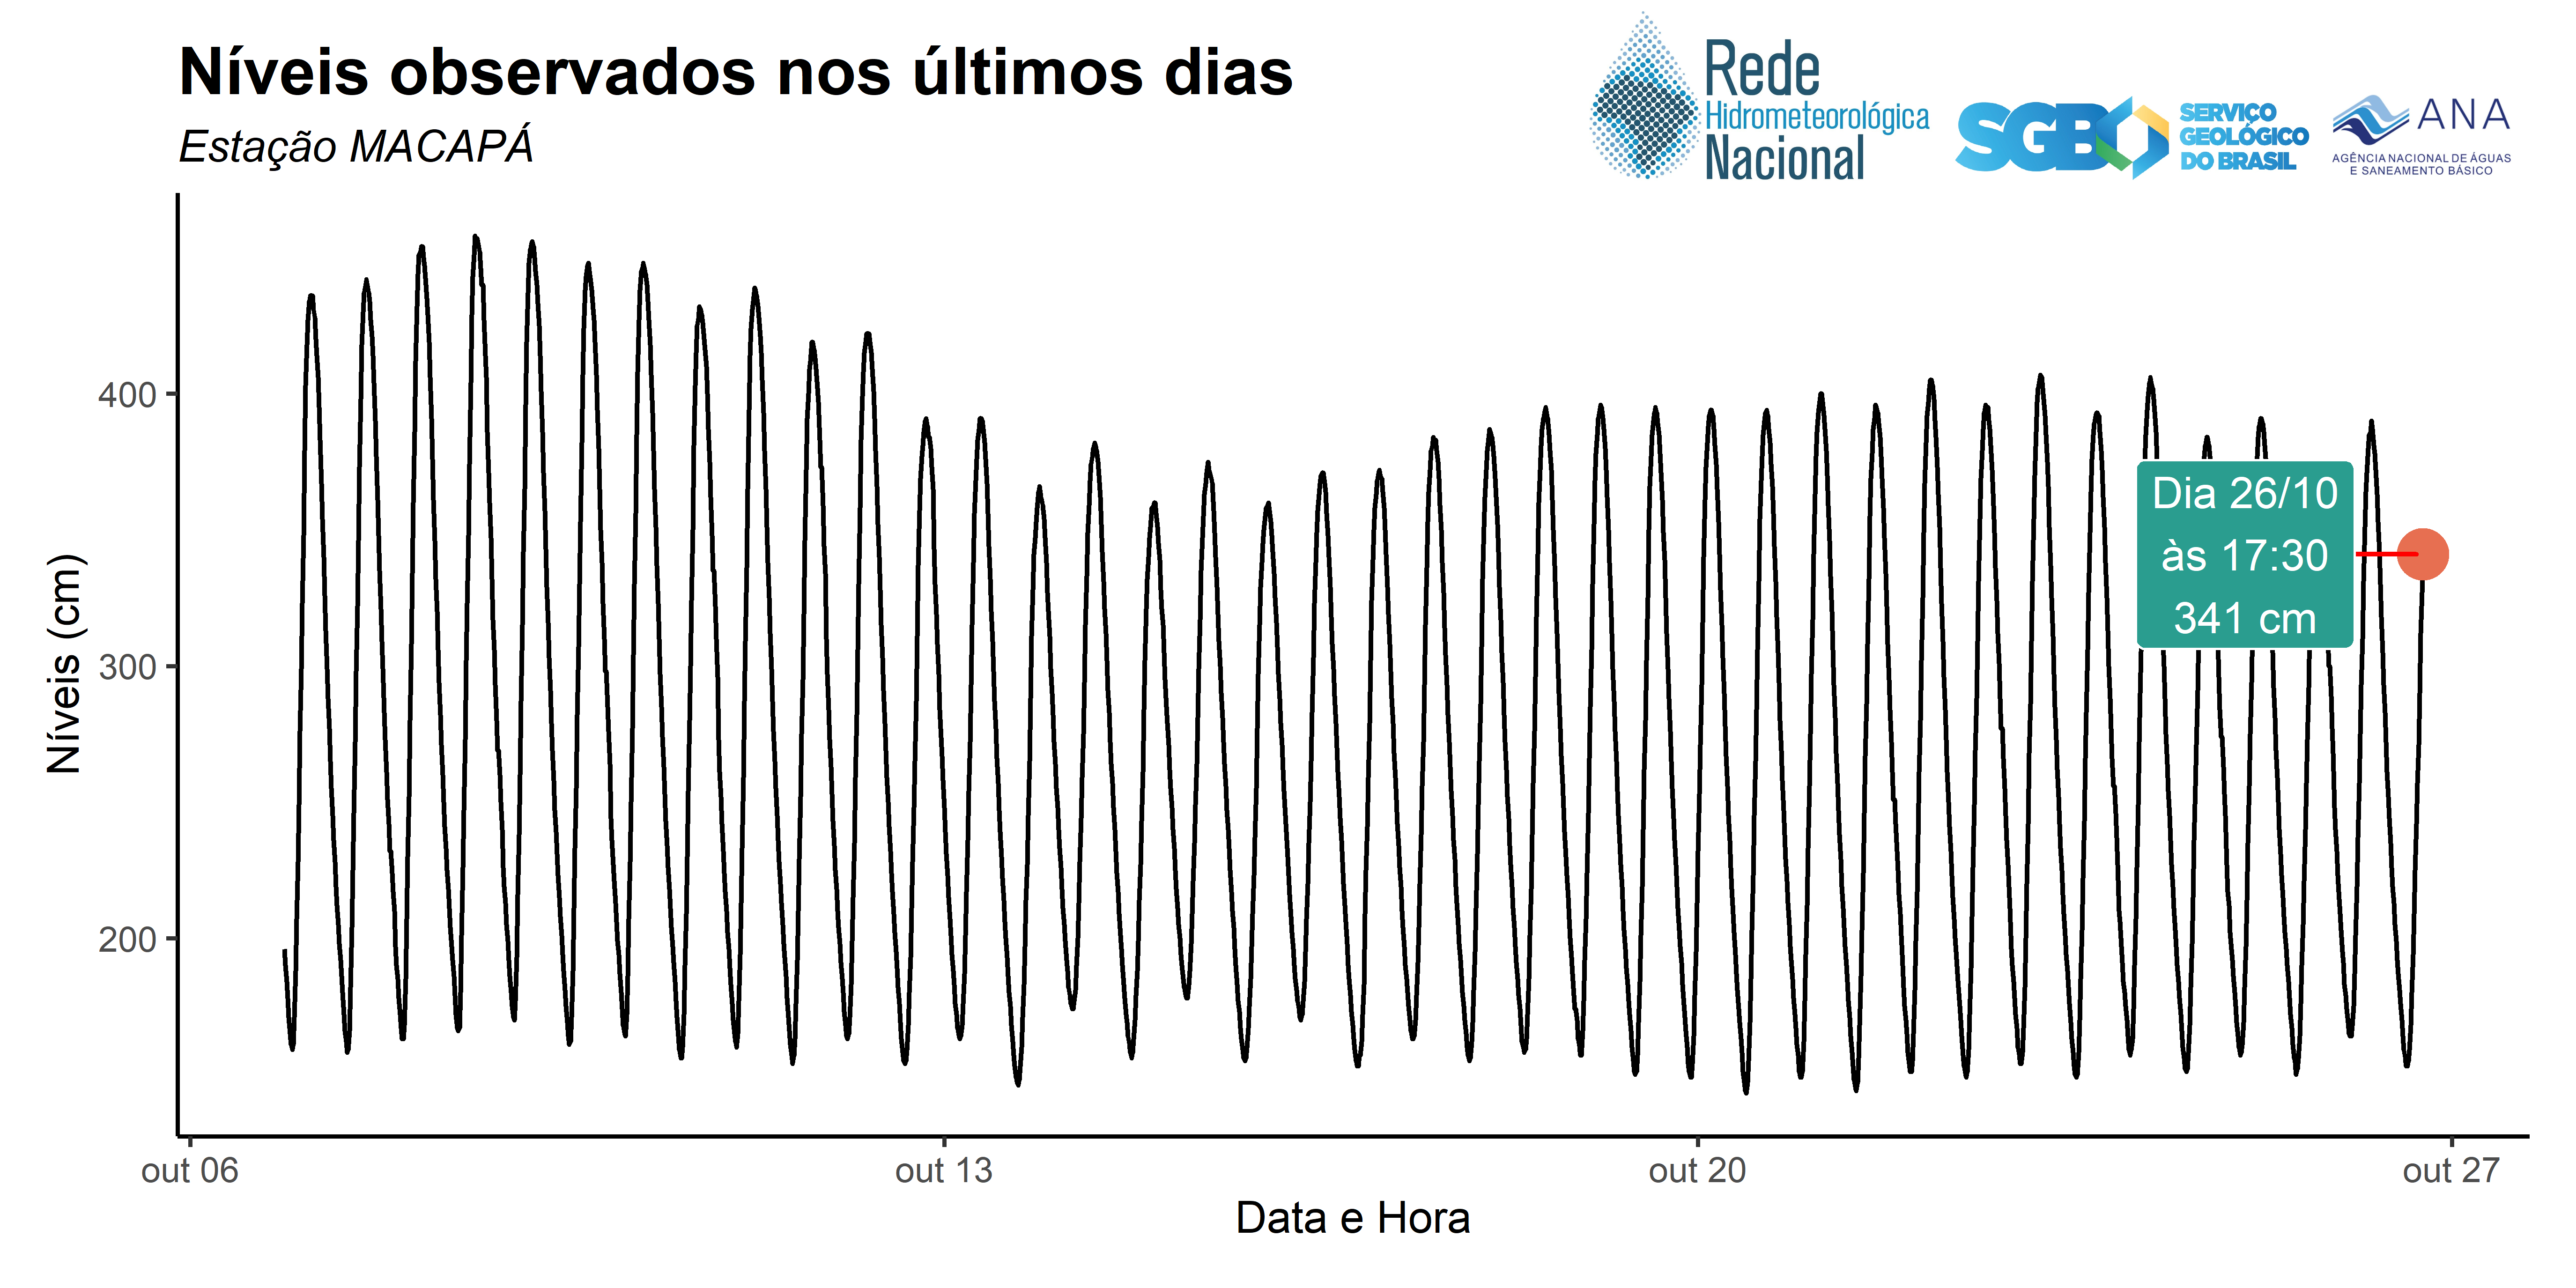 Níveis observados nos últimos dias
Estação MACAPÁ
Rede
Hidrometeorológica
Nacional
SGB
SERVIÇO
GEOLÓGICO
DO BRASIL
ANA
AGÊNCIA NACIONAL DE ÁGUAS
E SANEAMENTO BÁSICO
Níveis (cm)
400
300
200
Dia 26/10
às 17:30
341 cm
out 06
out 13
out 20
out 27
Data e Hora